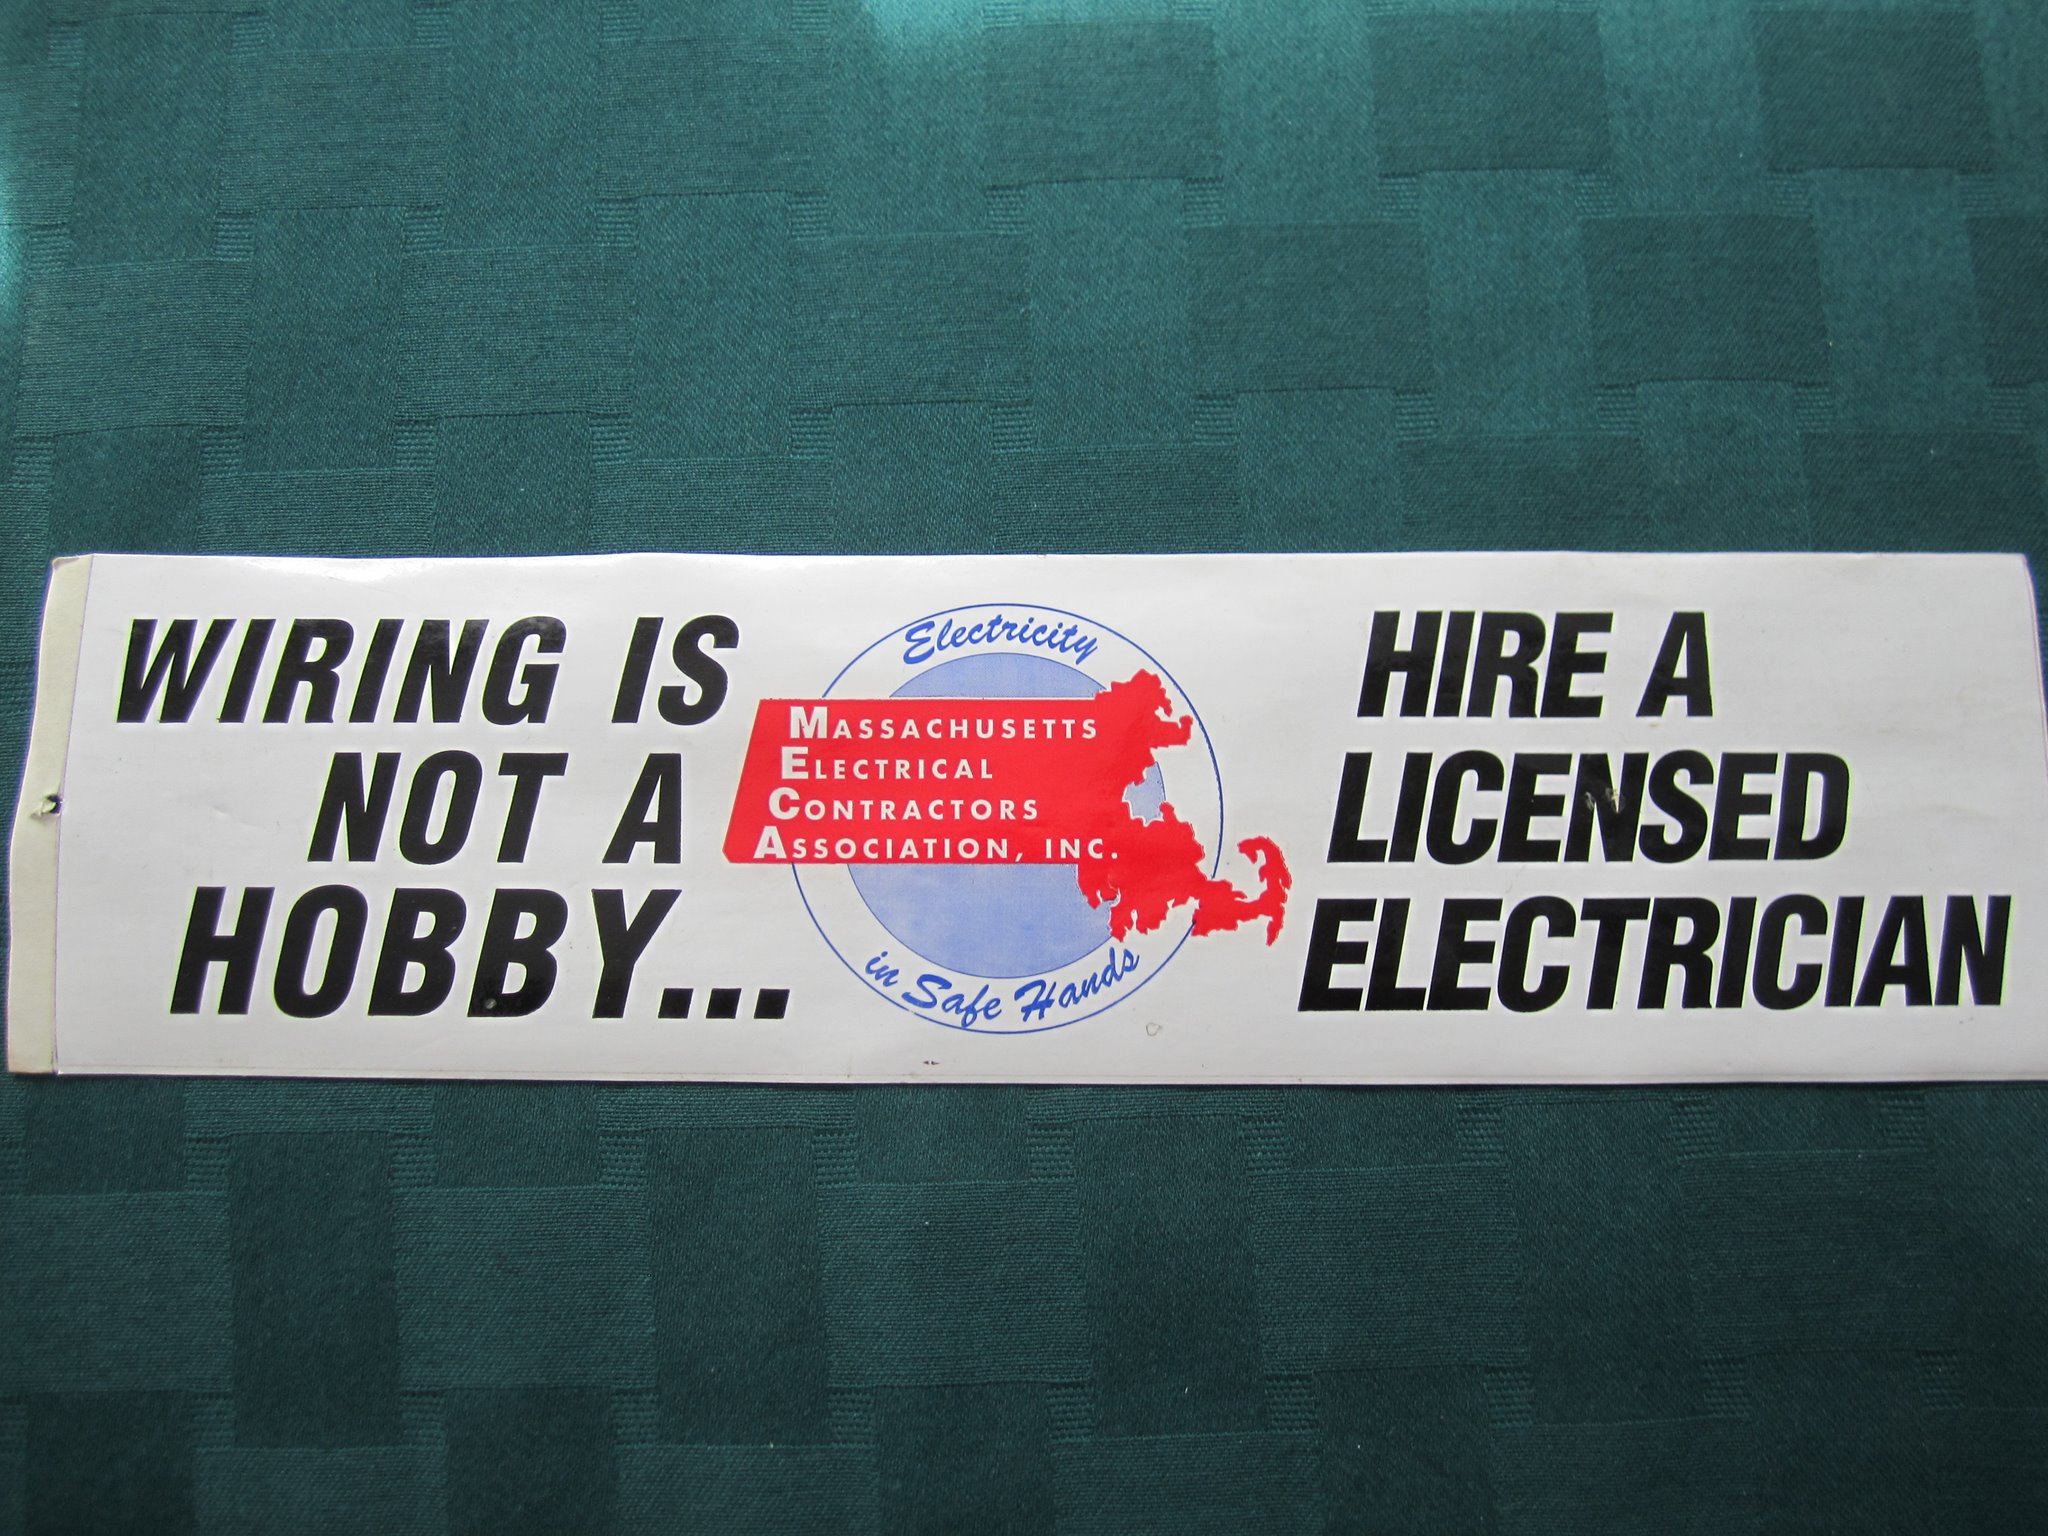 WIRING IS
NOT A
HOBBY...
Electricity
MASSACHUSETTS
ELECTRICAL
CONTRACTORS
ASSOCIATION, INC.
in Safe Hands
HIRE A
LICENSED
ELECTRICIAN